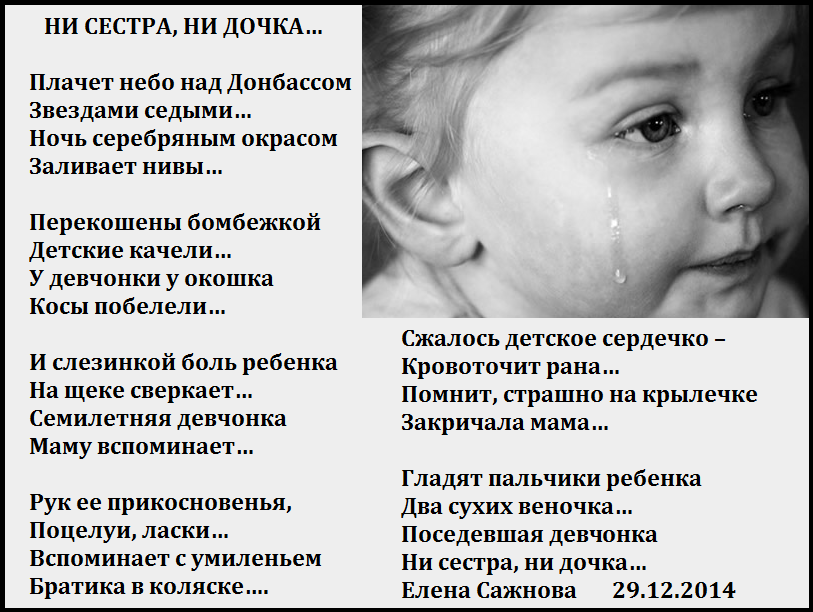 НИ СЕСТРА, НИ ДОЧКА…
Плачет небо над Донбассом
Звездами седыми…
Ночь серебряным окрасом
Заливает нивы…
Перекошены бомбежкой
Детские качели…
У девчонки у окошка
Косы побелели…
И слезинкой боль ребенка
На щеке сверкает…
Семилетняя девчонка
Маму вспоминает…
Рук ее прикосновенья,
Поцелуи, ласки…
Вспоминает с умиленьем
Братика в коляске….
Сжалось детское сердечко –
Кровоточит рана…
Помнит, страшно на крылечке
Закричала мама…
Гладят пальчики ребенка
Два сухих веночка…
Поседевшая девчонка
Ни сестра, ни дочка…
Елена Сажнова 29.12.2014